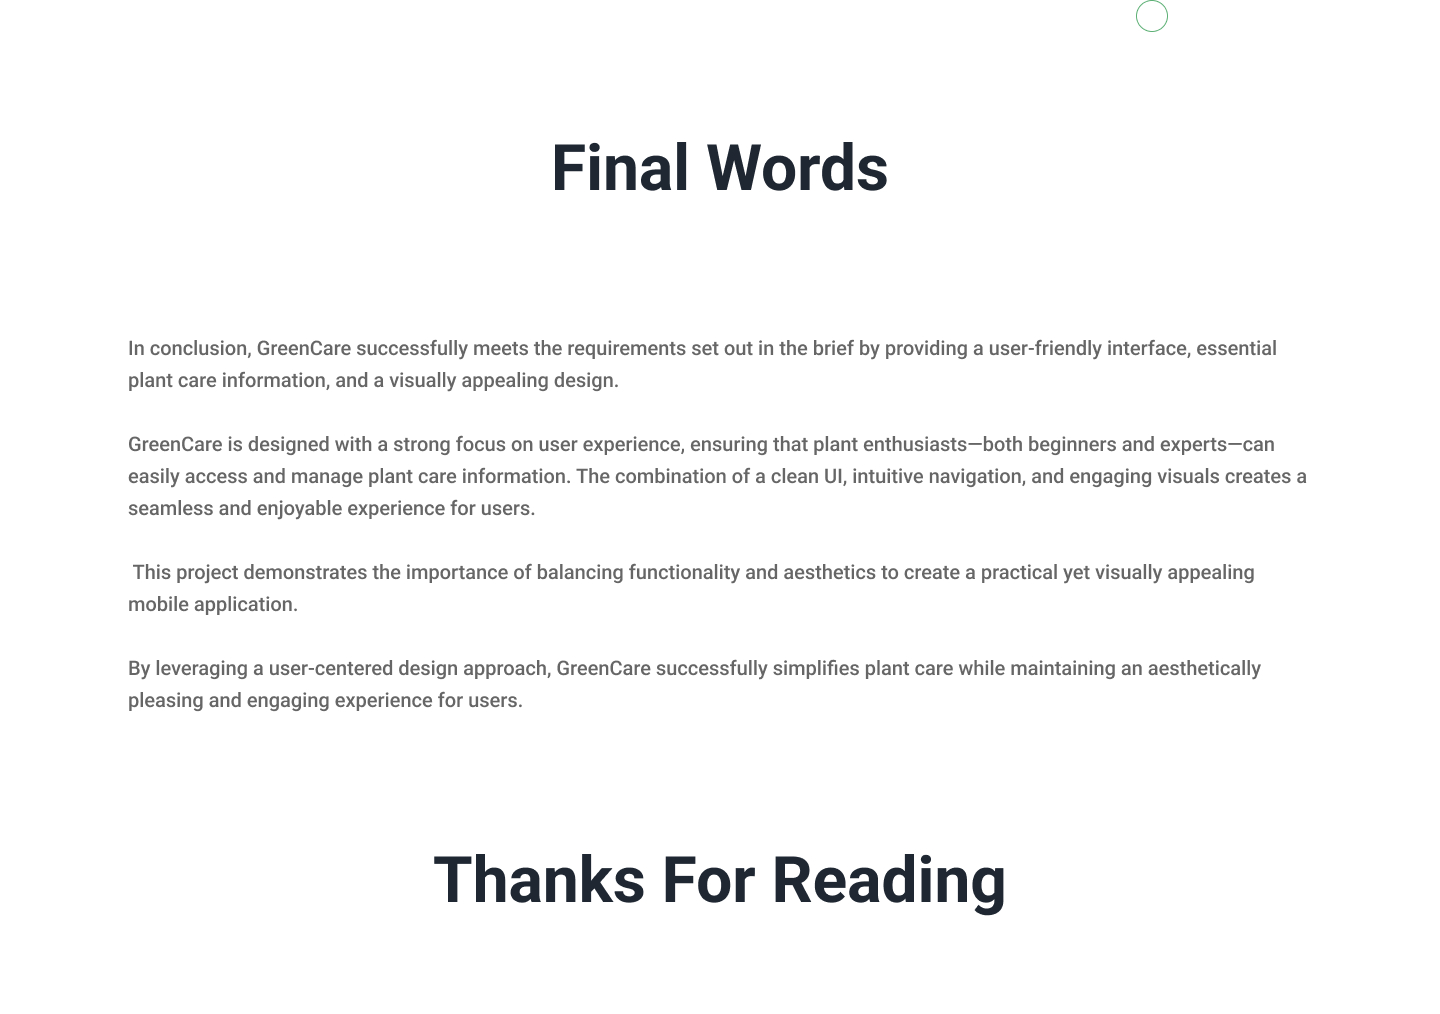 Final Words
In conclusion, GreenCare successfully meets the requirements set out in the brief by providing a user-friendly interface, essential
plant care information, and a visually appealing design.
GreenCare is designed with a strong focus on user experience, ensuring that plant enthusiasts—both beginners and experts—can
easily access and manage plant care information. The combination of a clean UI, intuitive navigation, and engaging visuals creates a
seamless and enjoyable experience for users.
This project demonstrates the importance of balancing functionality and aesthetics to create a practical yet visually appealing
mobile application.
By leveraging a user-centered design approach, GreenCare successfully simplifies plant care while maintaining an aesthetically
pleasing and engaging experience for users.
Thanks For Reading